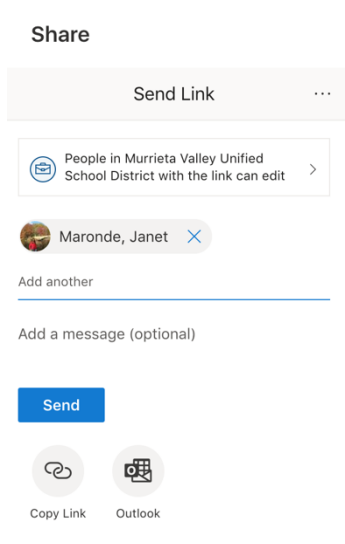 Share
Send Link
...
People in Murrieta Valley Unified
School District with the link can edit
Maronde, Janet
Add another
Add a message (optional)
Send
Copy Link
Outlook